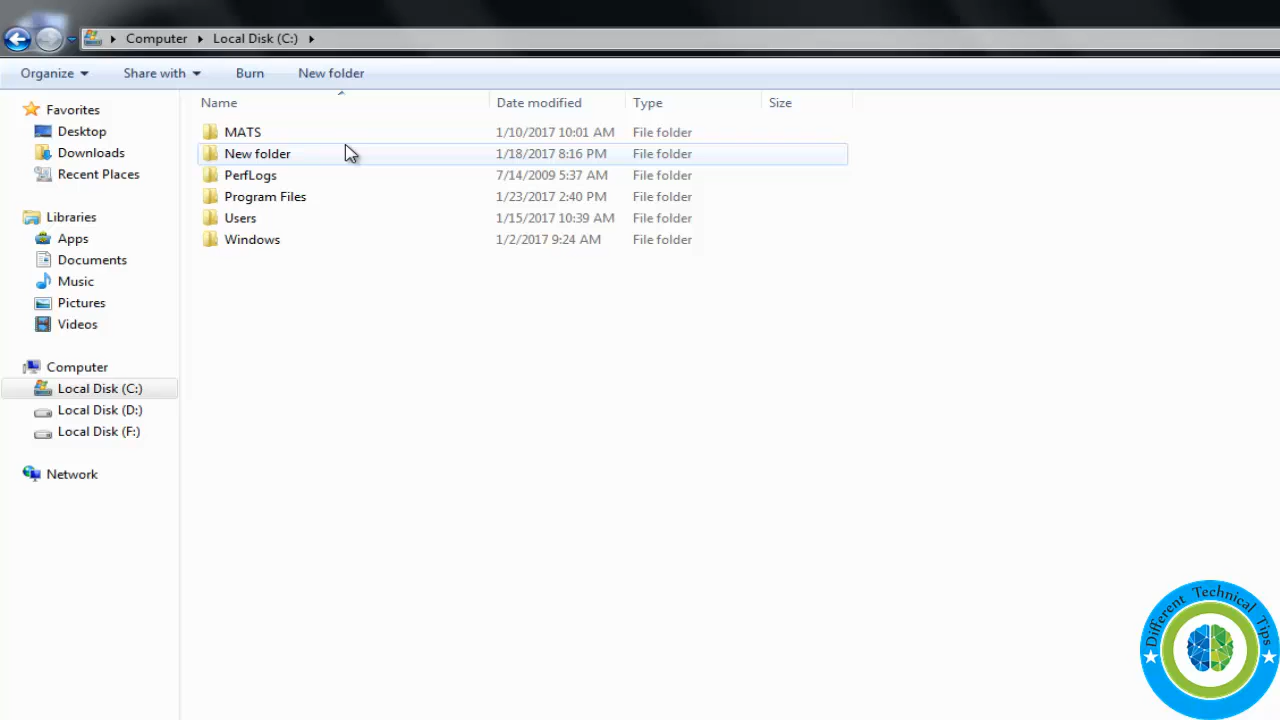 Computer Local Disk (C:)
Organize Share with Burn New folder
Name Date modified Type Size
MATS 1/10/2017 10:01 AM File folder
New folder 1/18/2017 8:16 PM File folder
PerfLogs 7/14/2009 5:37 AM File folder
Program Files 1/23/2017 2:40 PM File folder
Users 1/15/2017 10:39 AM File folder
Windows 1/2/2017 9:24 AM File folder
Favorites
Desktop
Downloads
Recent Places
Libraries
Apps
Documents
Music
Pictures
Videos
Computer
Local Disk (C:)
Local Disk (D:)
Local Disk (F:)
Network
Different Technical Tips